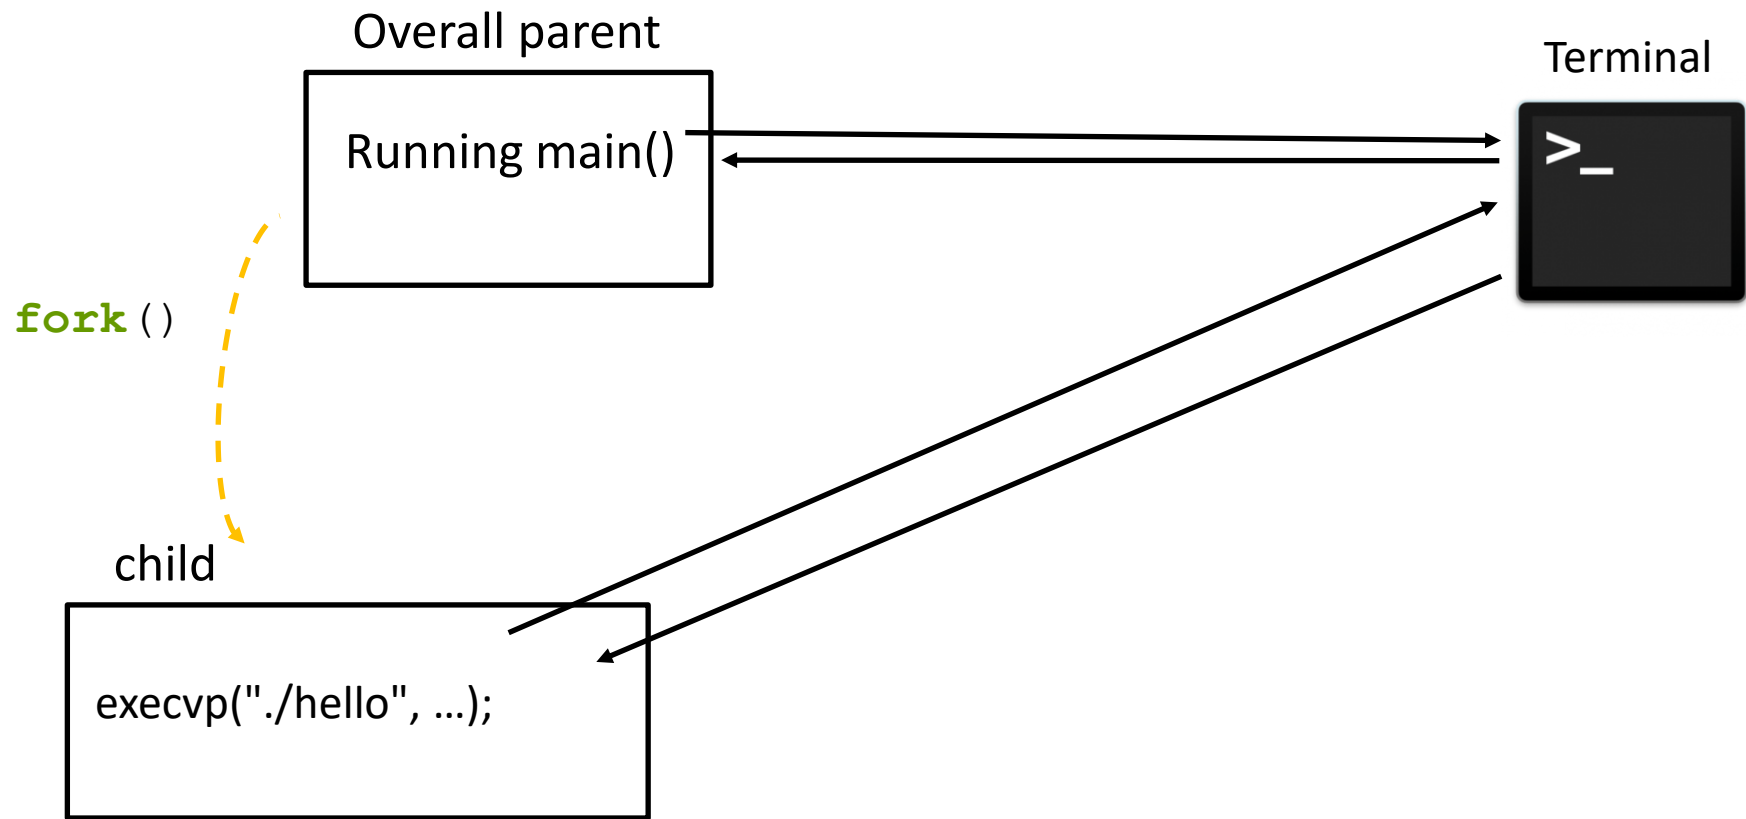 Overall parent
Terminal
Running main()
>_
fork()
child
execvp("./hello", …);